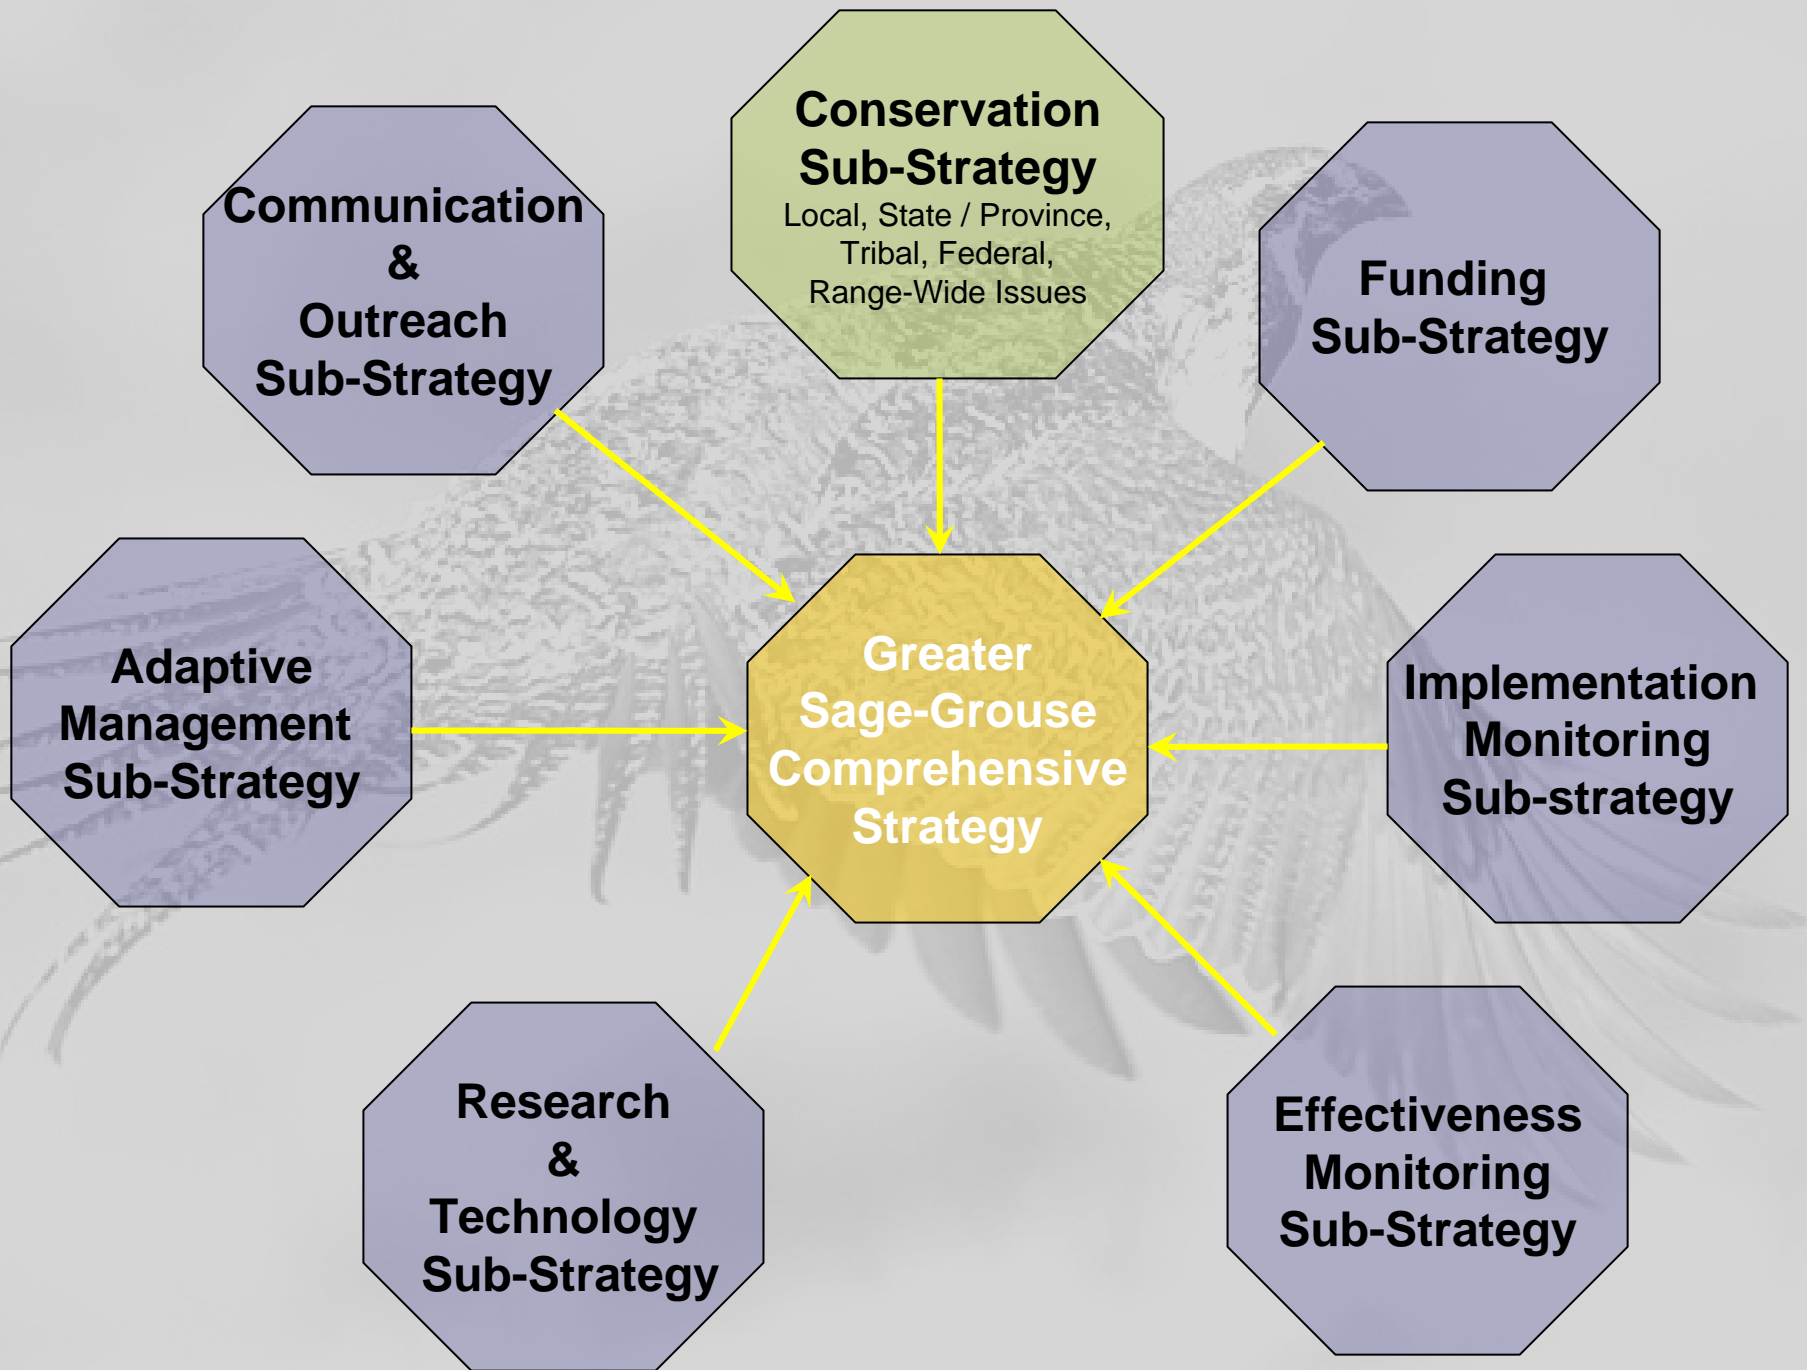 Conservation
Sub-Strategy
Local, State / Province,
Tribal, Federal,
Range-Wide Issues
Communication
&
Outreach
Sub-Strategy
Funding
Sub-Strategy
Adaptive
Management
Sub-Strategy
Greater
Sage-Grouse
Comprehensive
Strategy
Implementation
Monitoring
Sub-strategy
Research
&
Technology
Sub-Strategy
Effectiveness
Monitoring
Sub-Strategy